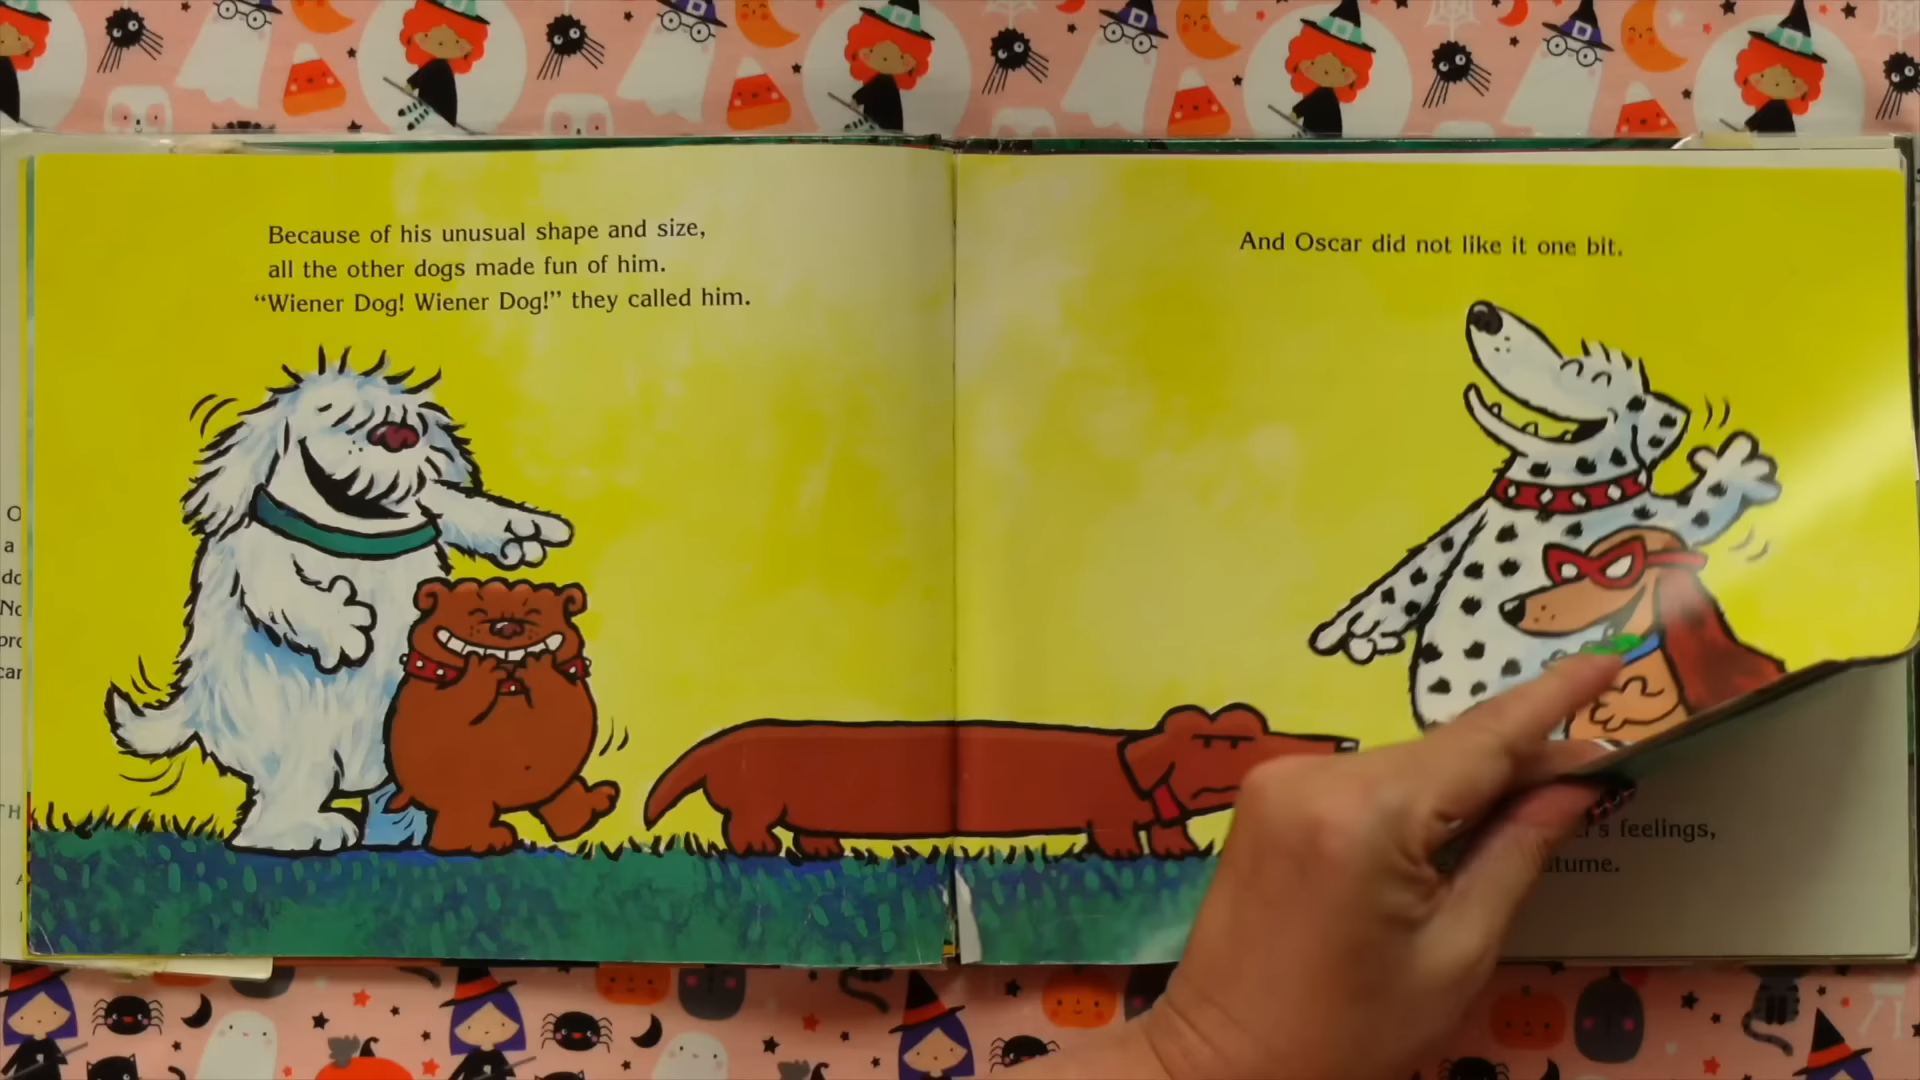 Because of his unusual shape and size,
all the other dogs made fun of him.
“Wiener Dog! Wiener Dog!” they called him.
And Oscar did not like it one bit.
feelings,